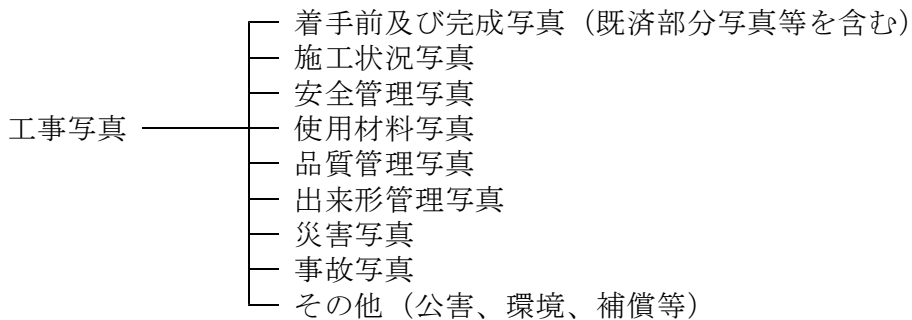 着手前及び完成写真（既済部分写真等を含む）
施工状況写真
安全管理写真
工事写真
使用材料写真
品質管理写真
出来形管理写真
災害写真
事故写真
その他（公害、環境、補償等）